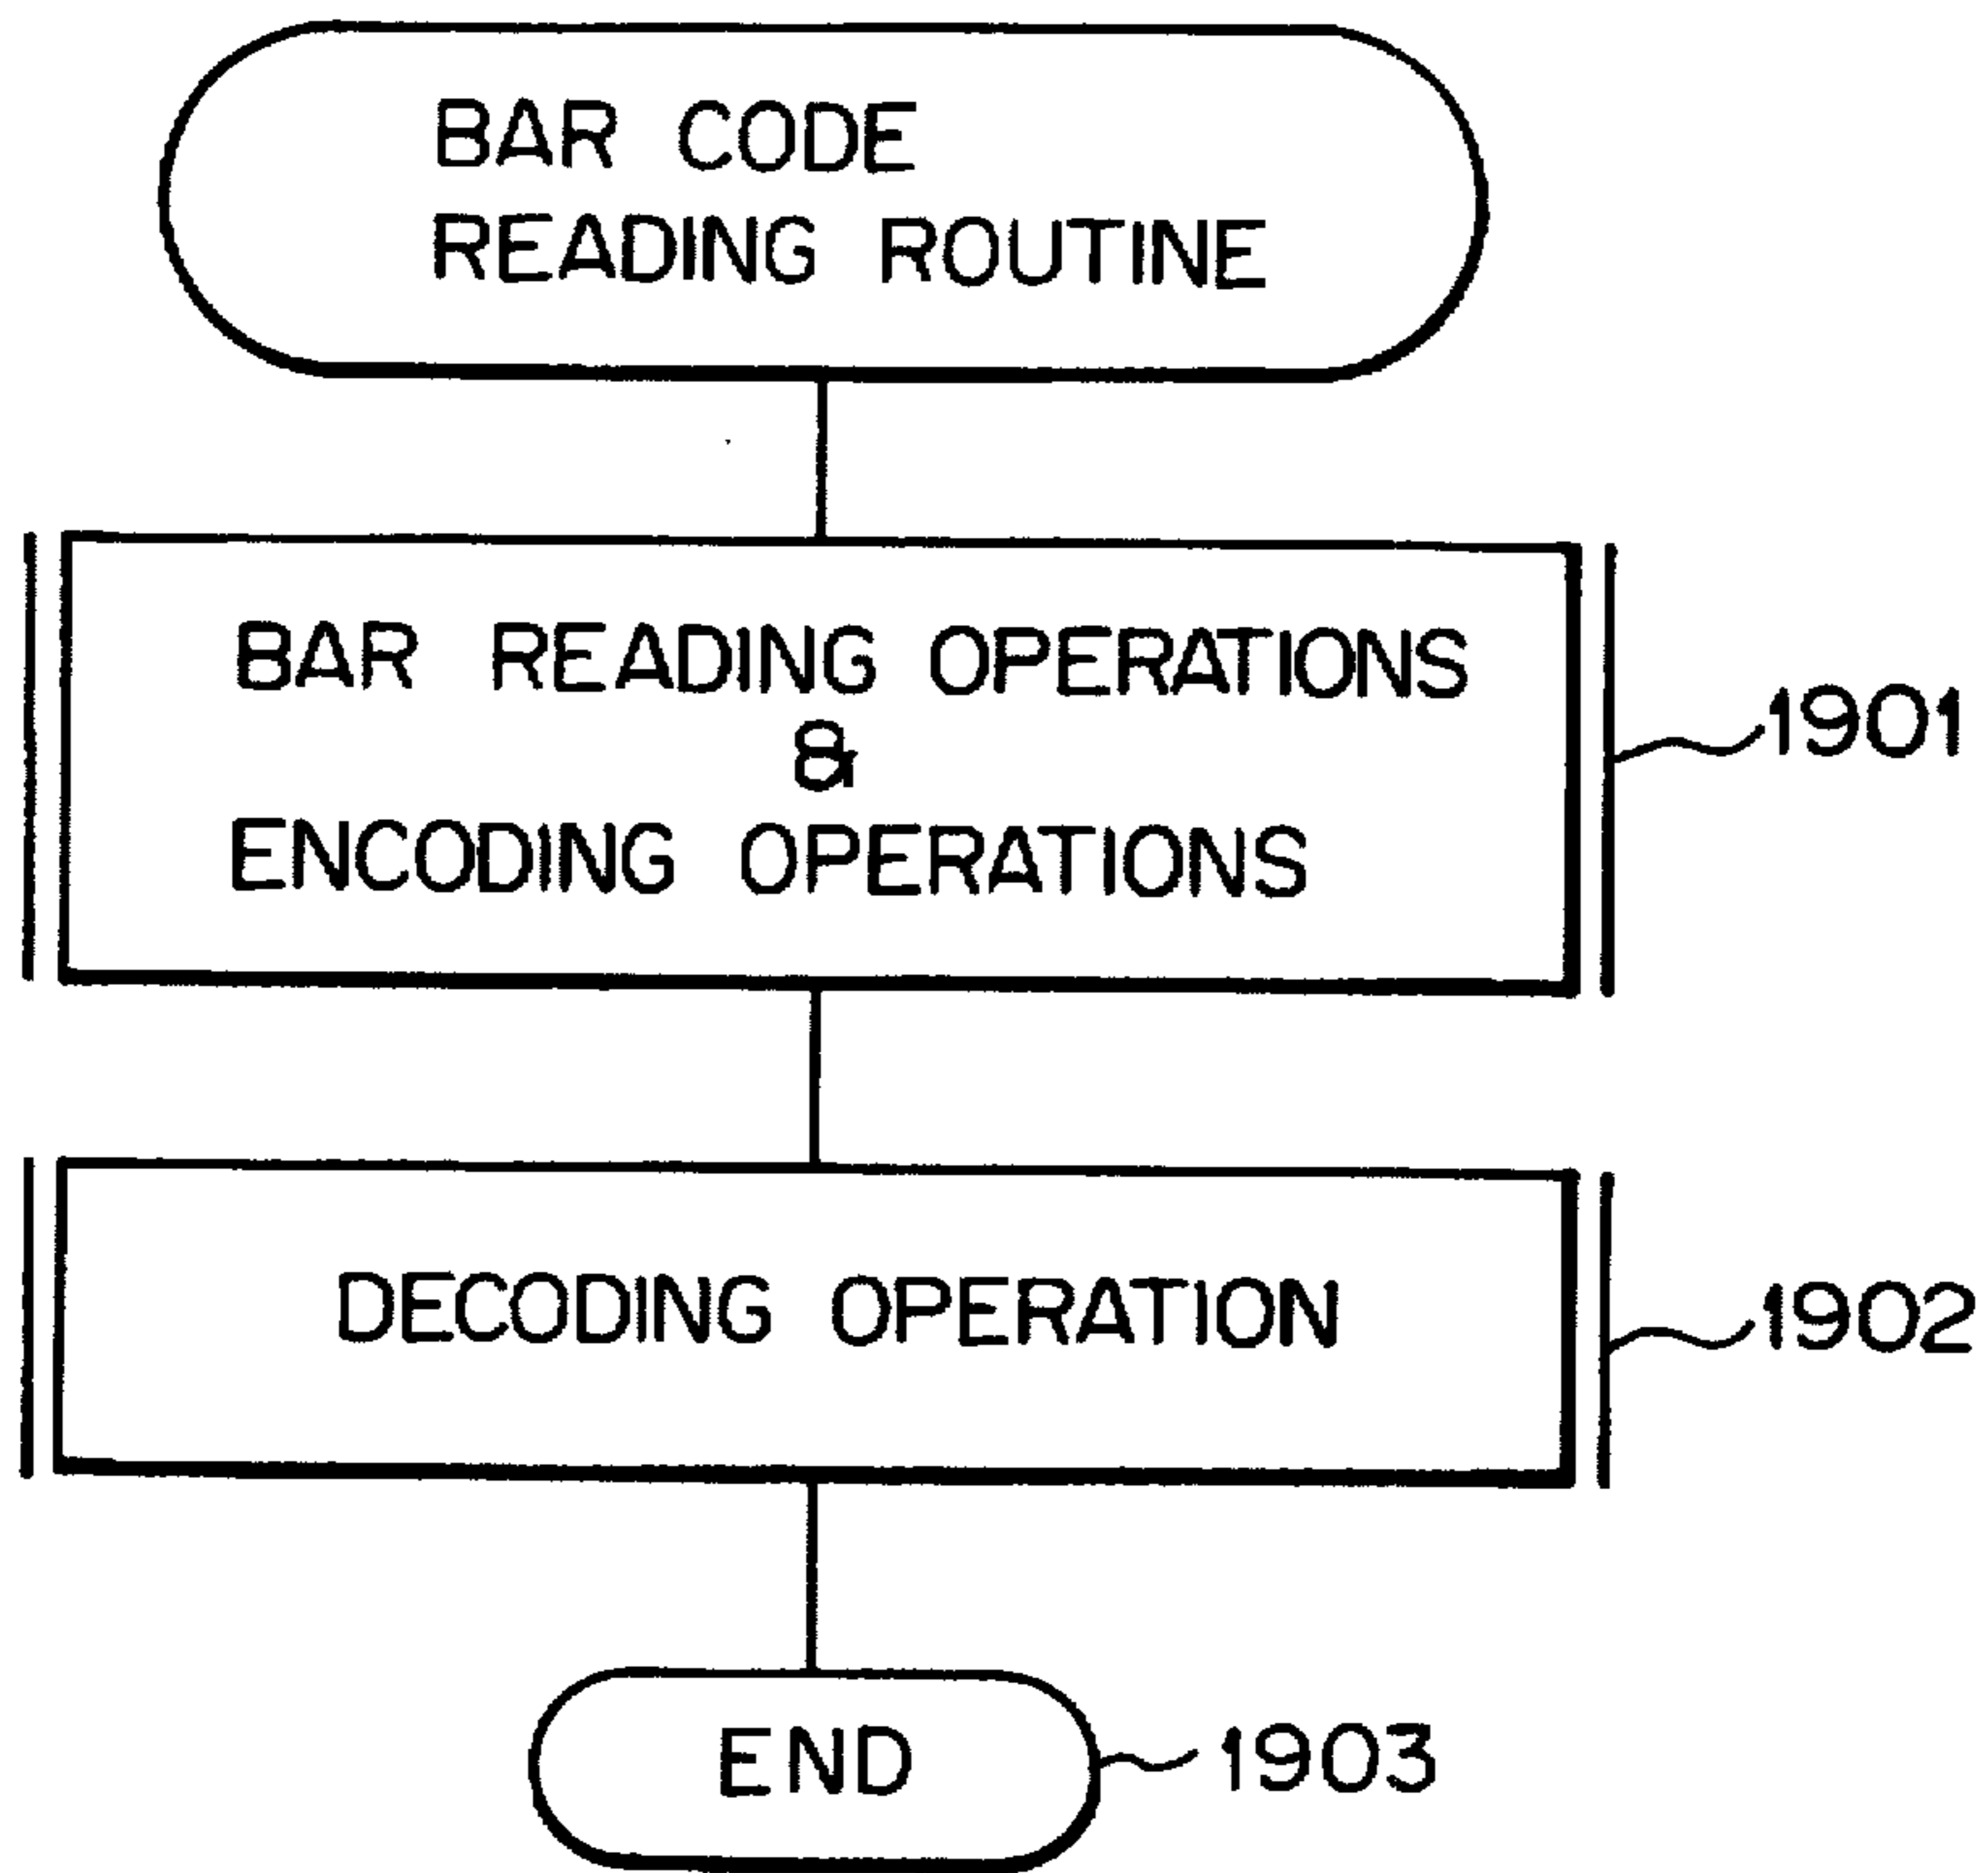 BAR CODE
READING ROUTINE
BAR READING OPERATIONS
&
ENCODING OPERATIONS
1901
DECODING OPERATION
1902
END
1903